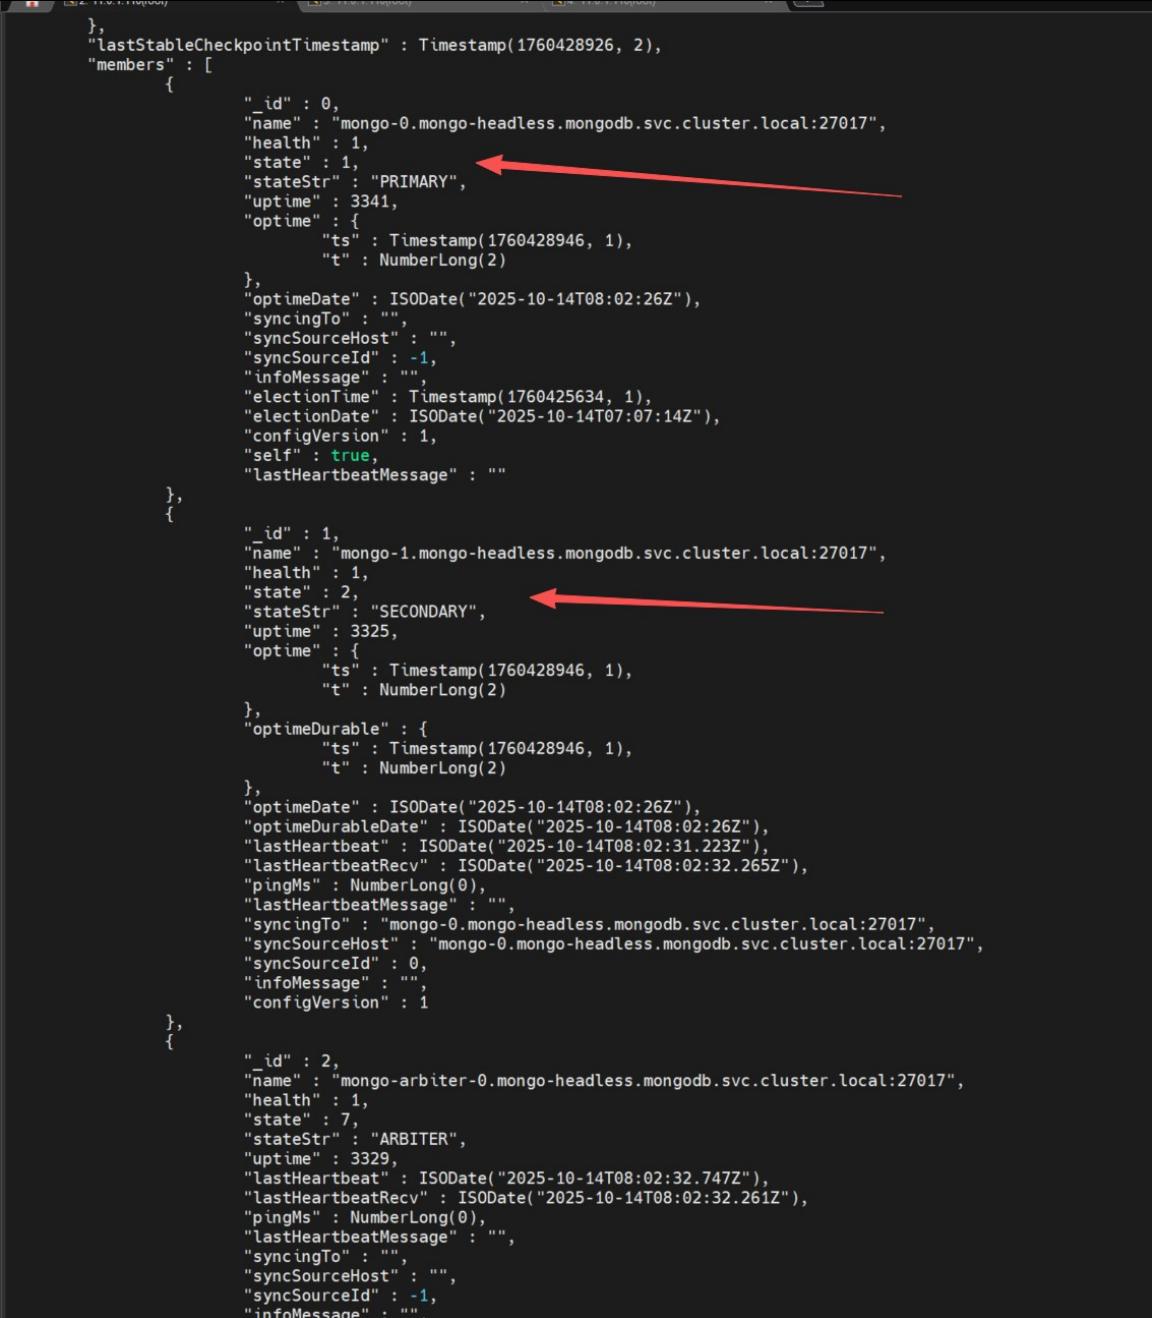 },
"lastStableCheckpointTimestamp" : Timestamp(1760428926, 2),
"members" : [
{
"_id" : 0,
"name" : "mongo-0.mongo-headless.mongodb.svc.cluster.local:27017",
"health" : 1,
"state" : 1,
"stateStr" : "PRIMARY",
"uptime" : 3341,
"optime" : {
"ts" : Timestamp(1760428946, 1),
"t" : NumberLong(2)
},
"optimeDate" : ISODate("2025-10-14T08:02:26Z"),
"syncingTo" : "",
"syncSourceHost" : "",
"syncSourceId" : -1,
"infoMessage" : "",
"electionTime" : Timestamp(1760425634, 1),
"electionDate" : ISODate("2025-10-14T07:07:14Z"),
"configVersion" : 1,
"self" : true,
"lastHeartbeatMessage" : ""
},
{
"_id" : 1,
"name" : "mongo-1.mongo-headless.mongodb.svc.cluster.local:27017",
"health" : 1,
"state" : 2,
"stateStr" : "SECONDARY",
"uptime" : 3325,
"optime" : {
"ts" : Timestamp(1760428946, 1),
"t" : NumberLong(2)
},
"optimeDurable" : {
"ts" : Timestamp(1760428946, 1),
"t" : NumberLong(2)
},
"optimeDate" : ISODate("2025-10-14T08:02:26Z"),
"optimeDurableDate" : ISODate("2025-10-14T08:02:26Z"),
"lastHeartbeat" : ISODate("2025-10-14T08:02:31.223Z"),
"lastHeartbeatRecv" : ISODate("2025-10-14T08:02:32.265Z"),
"pingMs" : NumberLong(0),
"lastHeartbeatMessage" : "",
"syncingTo" : "mongo-0.mongo-headless.mongodb.svc.cluster.local:27017",
"syncSourceHost" : "mongo-0.mongo-headless.mongodb.svc.cluster.local:27017",
"syncSourceId" : 0,
"infoMessage" : "",
"configVersion" : 1
},
{
"_id" : 2,
"name" : "mongo-arbiter-0.mongo-headless.mongodb.svc.cluster.local:27017",
"health" : 1,
"state" : 7,
"stateStr" : "ARBITER",
"uptime" : 3329,
"lastHeartbeat" : ISODate("2025-10-14T08:02:32.747Z"),
"lastHeartbeatRecv" : ISODate("2025-10-14T08:02:32.261Z"),
"pingMs" : NumberLong(0),
"lastHeartbeatMessage" : "",
"syncingTo" : "",
"syncSourceHost" : "",
"syncSourceId" : -1,
"infoMessage" : "",